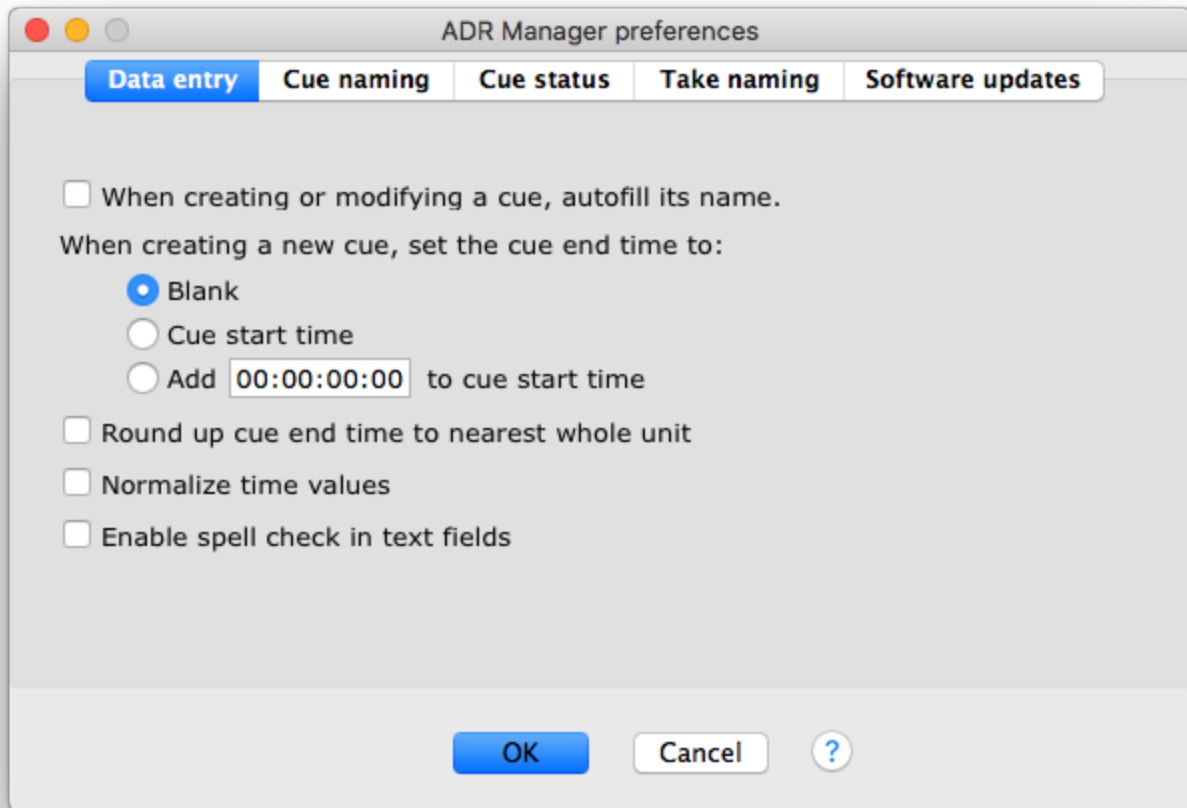 ADR Manager preferences
Data entry Cue naming Cue status Take naming Software updates
When creating or modifying a cue, autofill its name.
When creating a new cue, set the cue end time to:
Blank
Cue start time
Add 00:00:00:00 to cue start time
Round up cue end time to nearest whole unit
Normalize time values
Enable spell check in text fields
OK Cancel ?